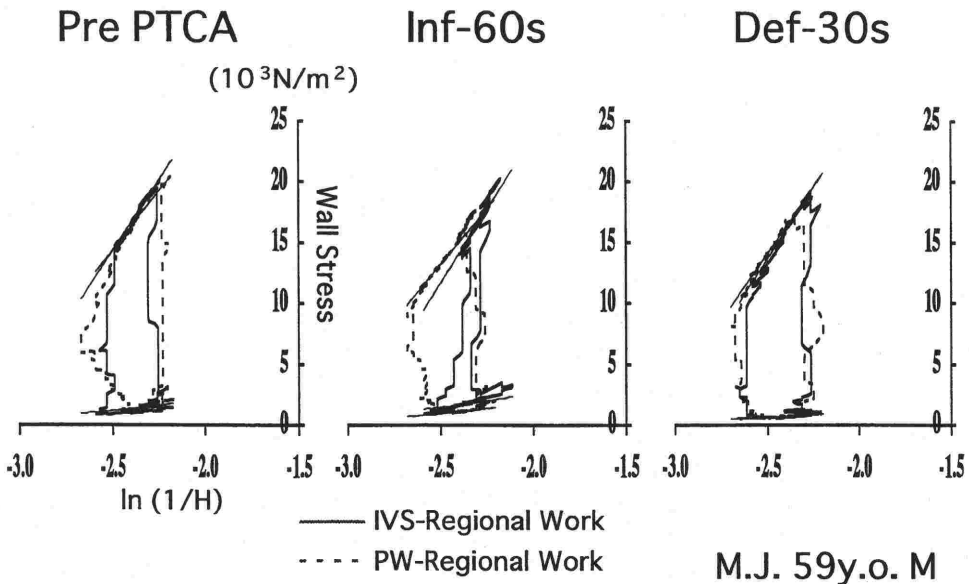 Pre PTCA
Inf-60s
Def-30s
(10³N/m²)
25
20
15
10
5
0
Wall Stress
25
20
15
10
5
0
25
20
15
10
5
0
-3.0 -2.5 -2.0 -1.5
-3.0 -2.5 -2.0 -1.5
-3.0 -2.5 -2.0 -1.5
ln (1/H)
IVS-Regional Work
PW-Regional Work
M.J. 59y.o. M